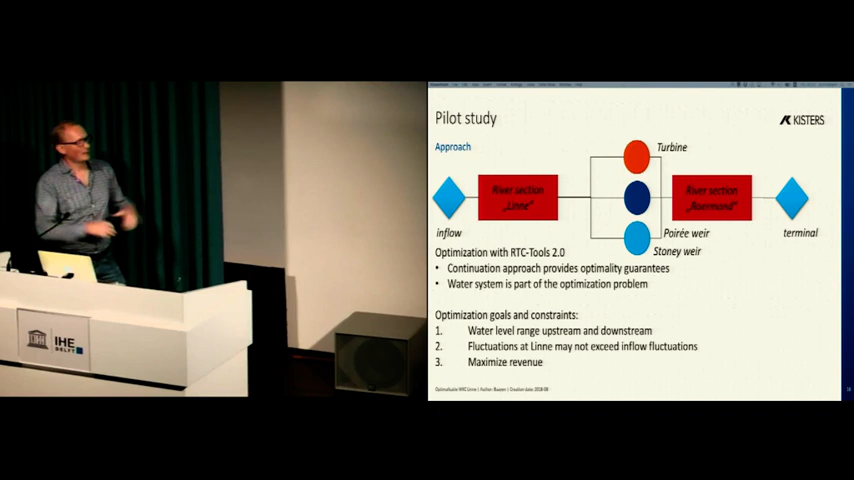 Pilot study
KISTERS
Approach
Turbine
River section
„Linne“
River section
„Roermond“
inflow
Poirée weir
terminal
Stoney weir
Optimization with RTC-Tools 2.0
• Continuation approach provides optimality guarantees
• Water system is part of the optimization problem
Optimization goals and constraints:
1. Water level range upstream and downstream
2. Fluctuations at Linne may not exceed inflow fluctuations
3. Maximize revenue
IHE
DELFT